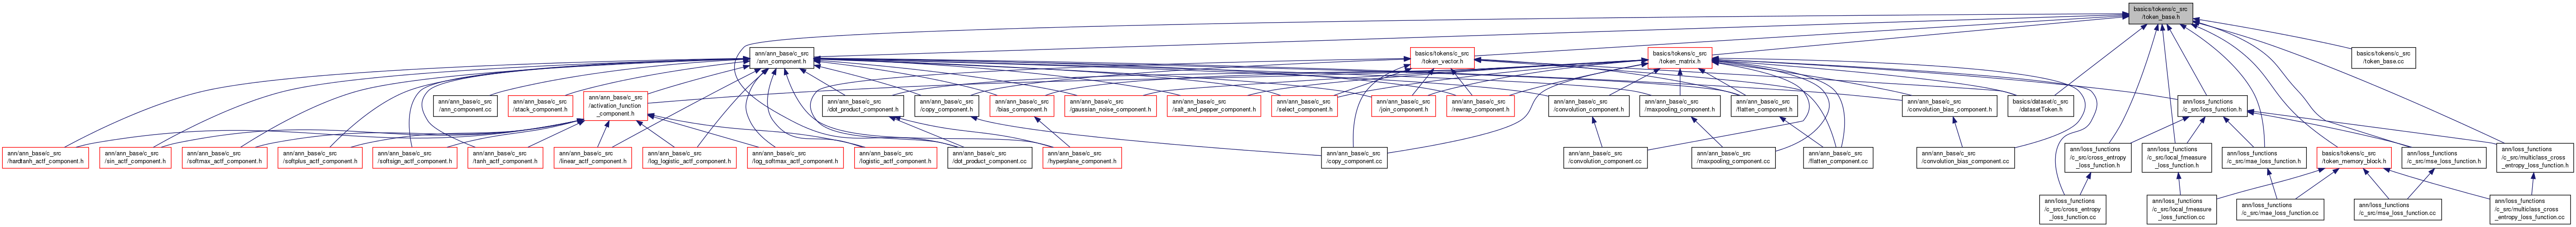 basics/tokens/c_src
/token_base.h
ann/ann_base/c_src
/ann_component.h
basics/tokens/c_src
/token_vector.h
basics/tokens/c_src
/token_matrix.h
basics/tokens/c_src
/token_base.cc
ann/ann_base/c_src
/ann_component.cc
ann/ann_base/c_src
/stack_component.h
ann/ann_base/c_src
/activation_function
_component.h
ann/ann_base/c_src
/dot_product_component.h
ann/ann_base/c_src
/copy_component.h
ann/ann_base/c_src
/bias_component.h
ann/ann_base/c_src
/gaussian_noise_component.h
ann/ann_base/c_src
/salt_and_pepper_component.h
ann/ann_base/c_src
/select_component.h
ann/ann_base/c_src
/join_component.h
ann/ann_base/c_src
/rewrap_component.h
ann/ann_base/c_src
/convolution_component.h
ann/ann_base/c_src
/maxpooling_component.h
ann/ann_base/c_src
/flatten_component.h
ann/ann_base/c_src
/convolution_bias_component.h
basics/dataset/c_src
/datasetToken.h
ann/loss_functions
/c_src/loss_function.h
ann/ann_base/c_src
/hardtanh_actf_component.h
ann/ann_base/c_src
/sin_actf_component.h
ann/ann_base/c_src
/softmax_actf_component.h
ann/ann_base/c_src
/softplus_actf_component.h
ann/ann_base/c_src
/softsign_actf_component.h
ann/ann_base/c_src
/tanh_actf_component.h
ann/ann_base/c_src
/linear_actf_component.h
ann/ann_base/c_src
/log_logistic_actf_component.h
ann/ann_base/c_src
/log_softmax_actf_component.h
ann/ann_base/c_src
/logistic_actf_component.h
ann/ann_base/c_src
/dot_product_component.cc
ann/ann_base/c_src
/hyperplane_component.h
ann/ann_base/c_src
/copy_component.cc
ann/ann_base/c_src
/convolution_component.cc
ann/ann_base/c_src
/maxpooling_component.cc
ann/ann_base/c_src
/flatten_component.cc
ann/ann_base/c_src
/convolution_bias_component.cc
ann/loss_functions
/c_src/cross_entropy
_loss_function.h
ann/loss_functions
/c_src/local_fmeasure
_loss_function.h
ann/loss_functions
/c_src/mae_loss_function.h
basics/tokens/c_src
/token_memory_block.h
ann/loss_functions
/c_src/mse_loss_function.h
ann/loss_functions
/c_src/multiclass_cross
_entropy_loss_function.h
ann/loss_functions
/c_src/cross_entropy
_loss_function.cc
ann/loss_functions
/c_src/local_fmeasure
_loss_function.cc
ann/loss_functions
/c_src/mae_loss_function.cc
ann/loss_functions
/c_src/mse_loss_function.cc
ann/loss_functions
/c_src/multiclass_cross
_entropy_loss_function.cc